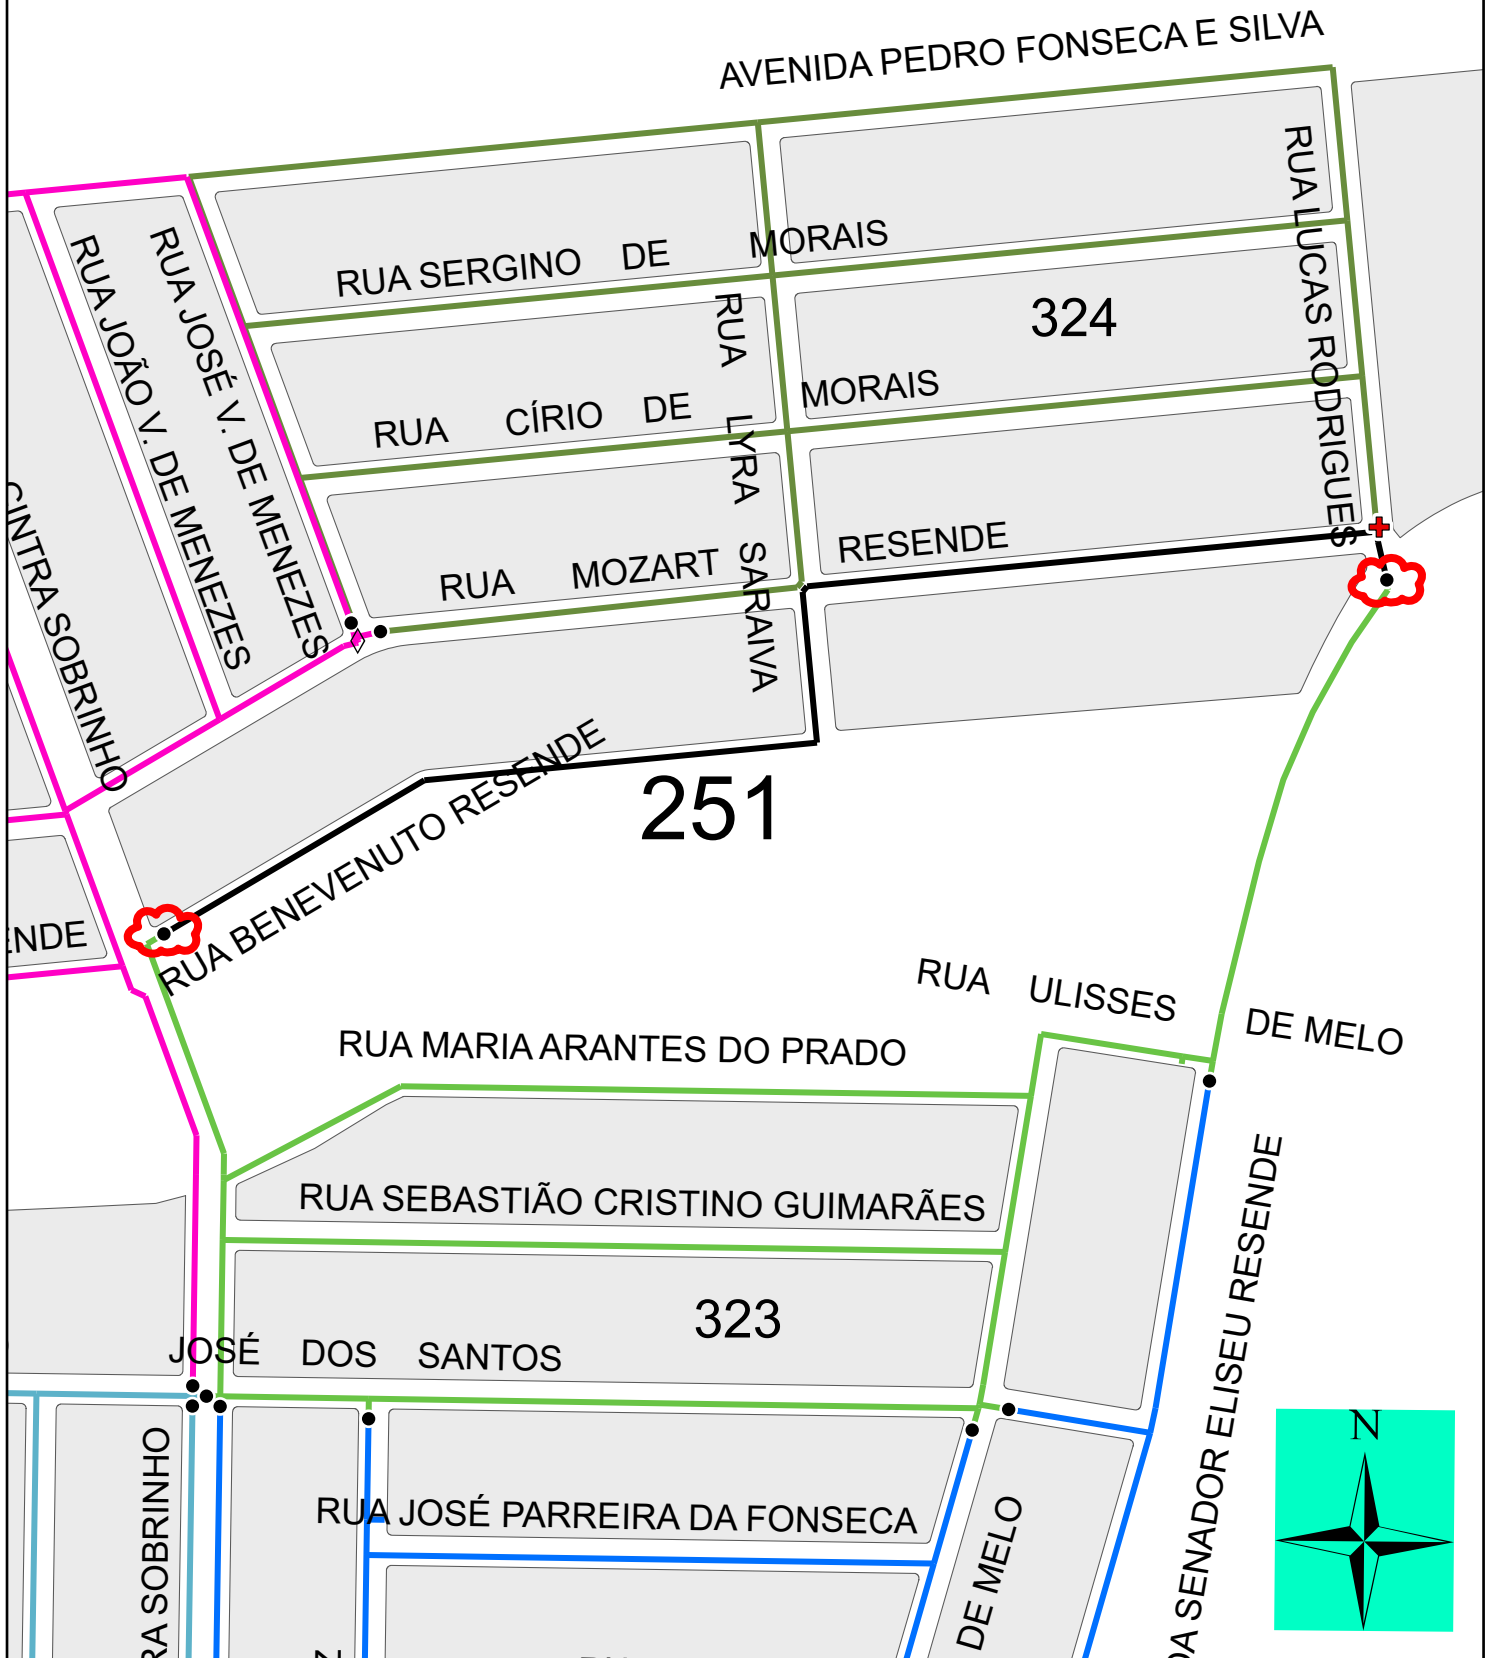 AVENIDA PEDRO FONSECA E SILVA
RUA LUCAS RODRIGUES
RUA SERGINO DE MORAIS
RUA JOÃO V. DE MENEZES
RUA JOSÉ V. DE MENEZES
324
RUA LYRA SARAIVA
RUA CÍRIO DE MORAIS
CINTRA SOBRINHO
RUA MOZART RESENDE
RUA BENEVENUTO RESENDE
251
ENDE
RUA ULISSES DE MELO
RUA MARIA ARANTES DO PRADO
RUA SEBASTIÃO CRISTINO GUIMARÃES
323
JOSÉ DOS SANTOS
DA SENADOR ELISEU RESENDE
N
RA SOBRINHO
RUA JOSÉ PARREIRA DA FONSECA
DE MELO
Z